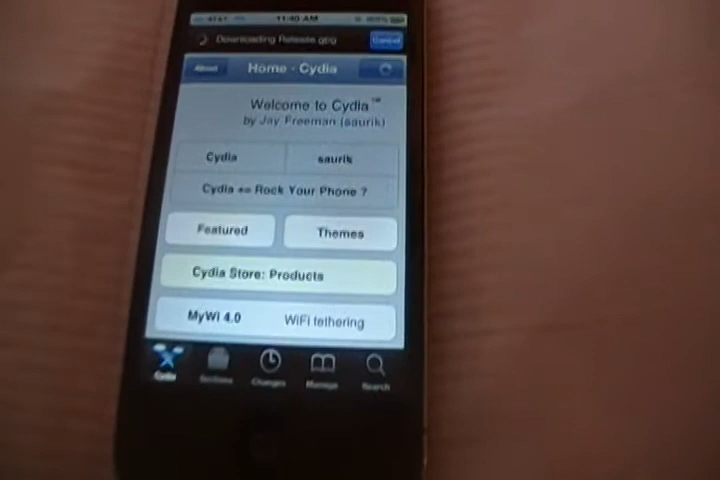 AT&T 11:40 AM
Downloading Release.gpg Cancel
About Home - Cydia
Welcome to Cydia™
by Jay Freeman (saurik)
Cydia saurik
Cydia += Rock Your Phone ?
Featured Themes
Cydia Store: Products
MyWi 4.0 WiFi tethering
Cydia Sections Changes Manage Search